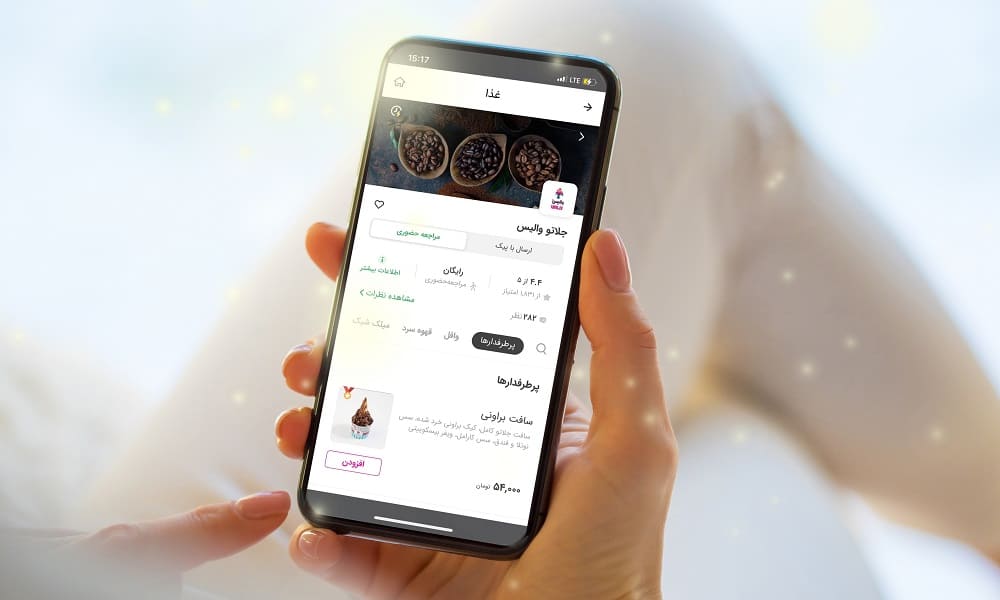 15:17
LTE
غذا
جلاتو والیس
ارسال با پیک
مراجعه حضوری
۴.۴ از ۵
از ۱,۸۳۱ امتیاز
رایگان
مراجعه‌حضوری
اطلاعات بیشتر
۲۸۲ نظر
مشاهده نظرات
پرطرفدارها
وافل
قهوه سرد
میلک شیک
پرطرفدارها
سافت براونی
سافت جلاتو کامل، کیک براونی خرد شده، سس
نوتلا و فندق، سس کارامل، ویفر بیسکوییتی
افزودن
۵۴,۰۰۰ تومان